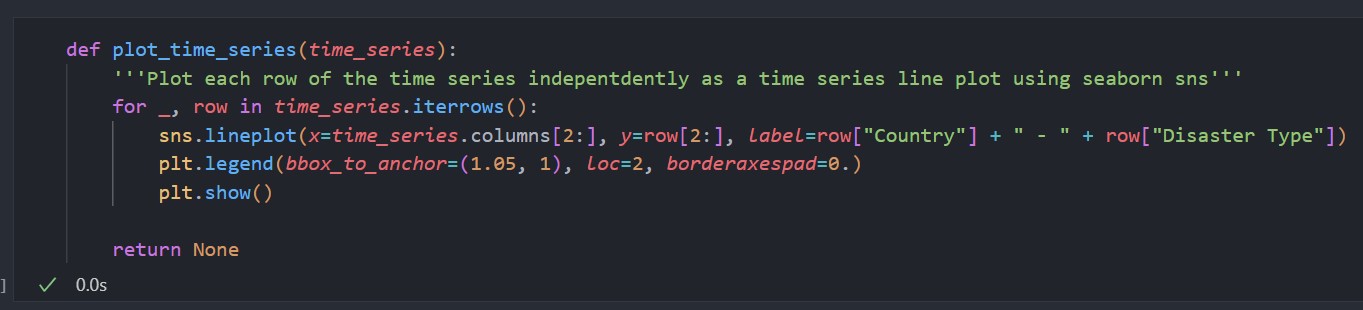 def plot_time_series(time_series):
    '''Plot each row of the time series indepentdently as a time series line plot using seaborn sns'''
    for _, row in time_series.iterrows():
        sns.lineplot(x=time_series.columns[2:], y=row[2:], label=row["Country"] + " - " + row["Disaster Type"])
        plt.legend(bbox_to_anchor=(1.05, 1), loc=2, borderaxespad=0.)
        plt.show()
    return None
] ✓ 0.0s